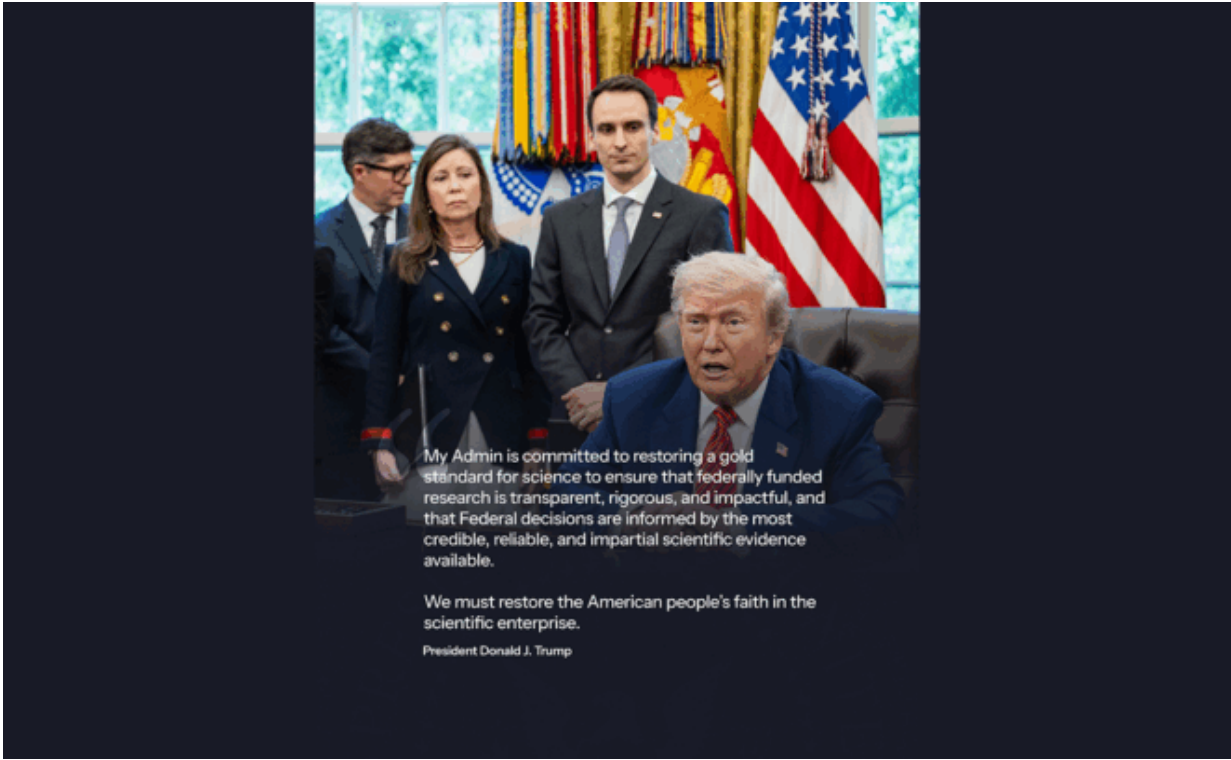 My Admin is committed to restoring a gold
standard for science to ensure that federally funded
research is transparent, rigorous, and impactful, and
that Federal decisions are informed by the most
credible, reliable, and impartial scientific evidence
available.
We must restore the American people's faith in the
scientific enterprise.
President Donald J. Trump